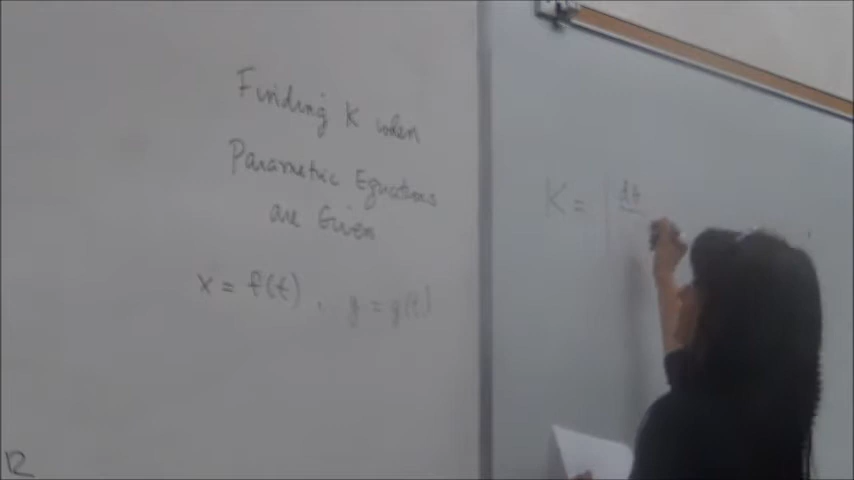 Finding K when
Parametric Equations
are Given
x = f(t), y = g(t)
K = |